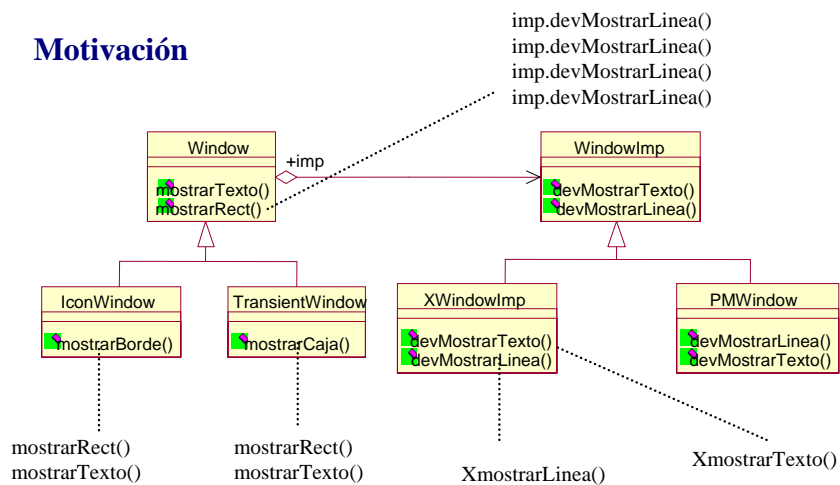 Motivación
imp.devMostrarLinea()
imp.devMostrarLinea()
imp.devMostrarLinea()
imp.devMostrarLinea()
Window
mostrarTexto()
mostrarRect()
+imp
WindowImp
devMostrarTexto()
devMostrarLinea()
IconWindow
mostrarBorde()
TransientWindow
mostrarCaja()
XWindowImp
devMostrarTexto()
devMostrarLinea()
PMWindow
devMostrarLinea()
devMostrarTexto()
mostrarRect()
mostrarTexto()
mostrarRect()
mostrarTexto()
XmostrarLinea()
XmostrarTexto()